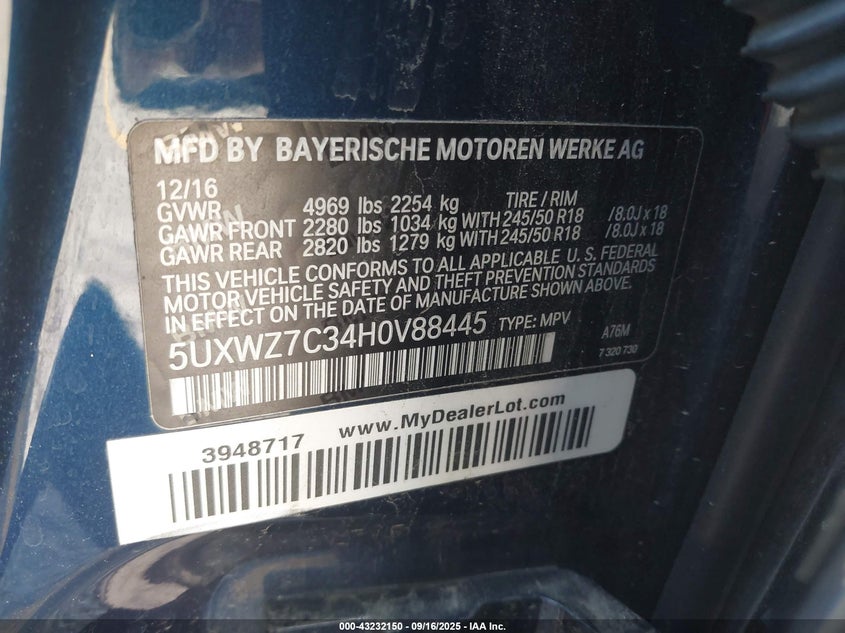 MFD BY BAYERISCHE MOTOREN WERKE AG
12/16 TIRE / RIM
GVWR 4969 lbs 2254 kg
GAWR FRONT 2280 lbs 1034 kg WITH 245/50 R18 /8.0J x 18
GAWR REAR 2820 lbs 1279 kg WITH 245/50 R18 /8.0J x 18
THIS VEHICLE CONFORMS TO ALL APPLICABLE U. S. FEDERAL
MOTOR VEHICLE SAFETY AND THEFT PREVENTION STANDARDS
IN EFFECT ON THE DATE OF MANUFACTURE SHOWN ABOVE.
5UXWZ7C34H0V88445 TYPE: MPV A76M
7 320 730
3948717 www.MyDealerLot.com
000-43232150 - 09/16/2025 - IAA Inc.